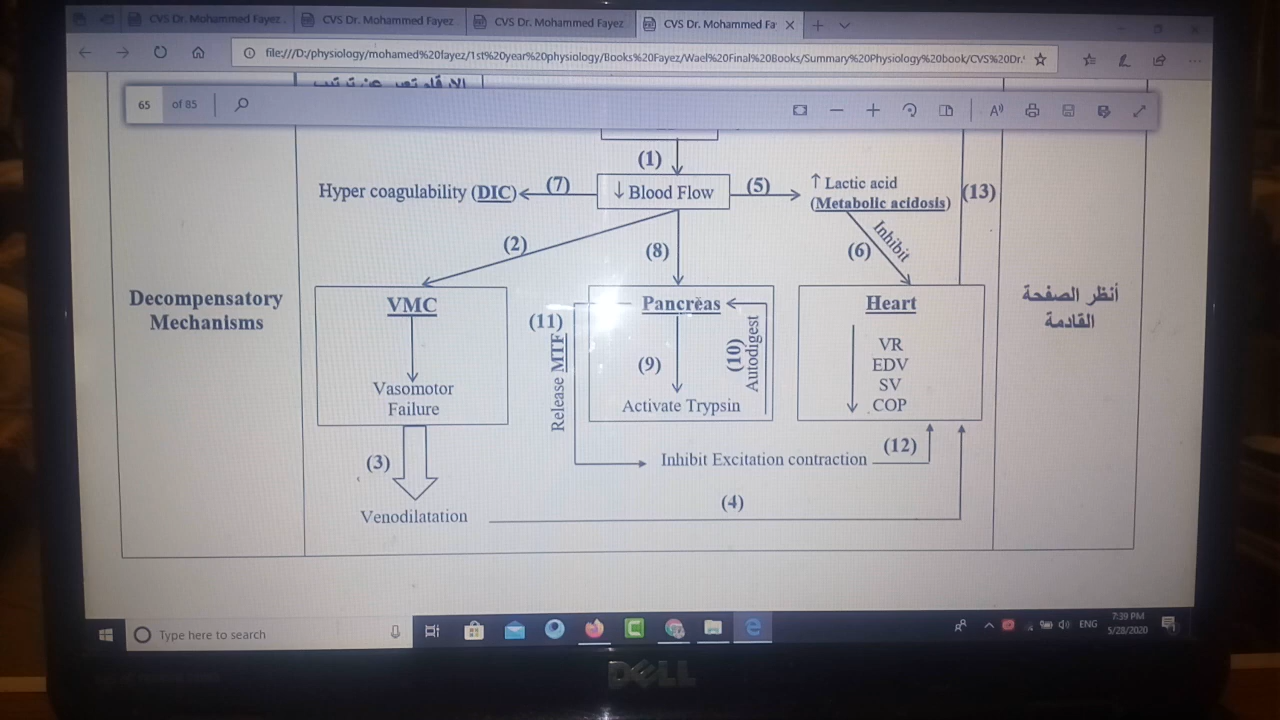 CVS Dr. Mohammed Fayez
CVS Dr. Mohammed Fayez
CVS Dr. Mohammed Fayez
CVS Dr. Mohammed Fa
file:///D:/physiology/mohamed%20fayez/1st%20year%20physiology/Books%20Fayez/Wael%20Final%20Books/Summary%20Physiology%20book/CVS%20Dr.
65 of 85
(1)
Hyper coagulability (DIC)
(7)
↓ Blood Flow
(5)
↑ Lactic acid
(Metabolic acidosis)
(13)
(2)
(8)
(6)
Inhibit
Decompensatory
Mechanisms
VMC
Vasomotor
Failure
(11)
Release MTF
Pancreas
(9)
(10)
Autodigest
Activate Trypsin
Heart
VR
EDV
SV
COP
أنظر الصفحة
القادمة
(3)
Inhibit Excitation contraction
(12)
Venodilatation
(4)
Type here to search
ENG
7:39 PM
5/28/2020
DELL